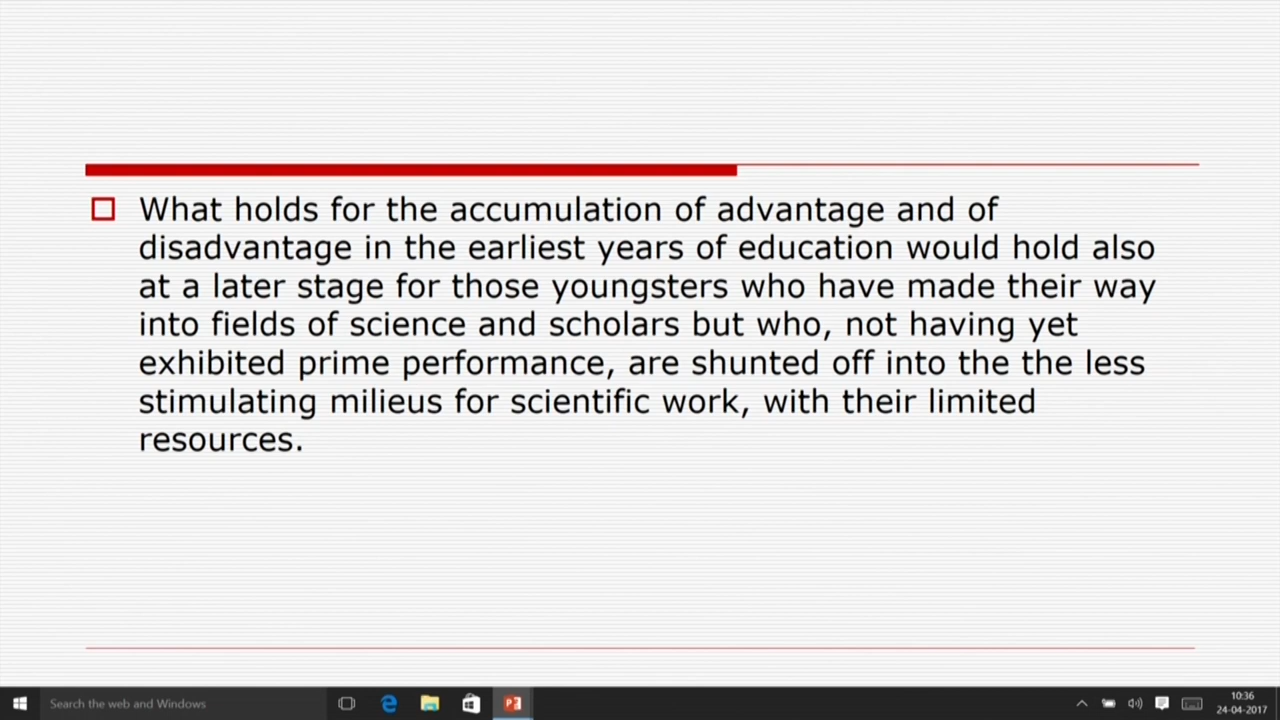 What holds for the accumulation of advantage and of
disadvantage in the earliest years of education would hold also
at a later stage for those youngsters who have made their way
into fields of science and scholars but who, not having yet
exhibited prime performance, are shunted off into the the less
stimulating milieus for scientific work, with their limited
resources.
Search the web and Windows
10:36
24-04-2017